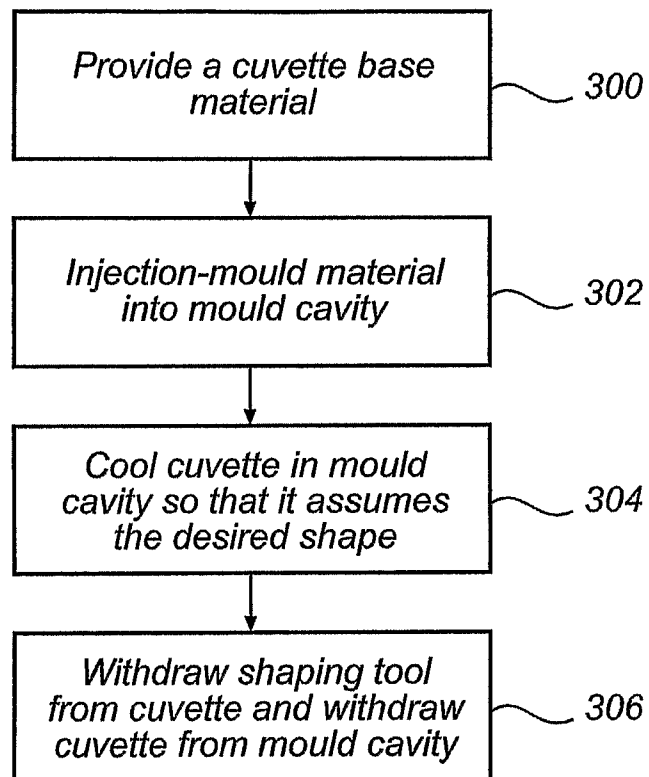 Provide a cuvette base
material
300
Injection-mould material
into mould cavity
302
Cool cuvette in mould
cavity so that it assumes
the desired shape
304
Withdraw shaping tool
from cuvette and withdraw
cuvette from mould cavity
306